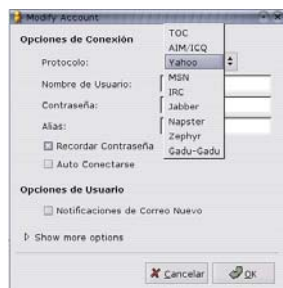 Modify Account
Opciones de Conexión
Protocolo:
TOC
AIM/ICQ
Yahoo
MSN
IRC
Jabber
Napster
Zephyr
Gadu-Gadu
Nombre de Usuario:
Contraseña:
Alias:
Recordar Contraseña
Auto Conectarse
Opciones de Usuario
Notificaciones de Correo Nuevo
Show more options
Cancelar
OK